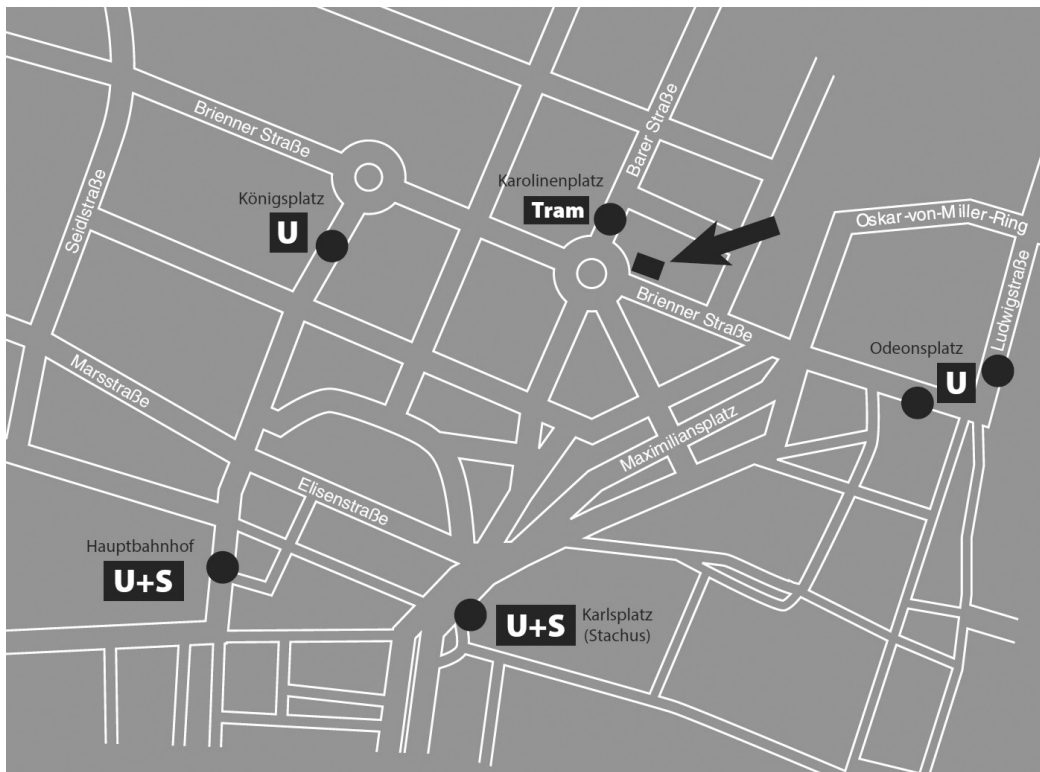 Brienner Straße
Barer Straße
Karolinenplatz
Tram
Königsplatz
U
Seidlstraße
Oskar-von-Miller-Ring
Ludwigstraße
Brienner Straße
Odeonsplatz
U
Marsstraße
Maximiliansplatz
Elisenstraße
Hauptbahnhof
U+S
U+S
Karlsplatz
(Stachus)